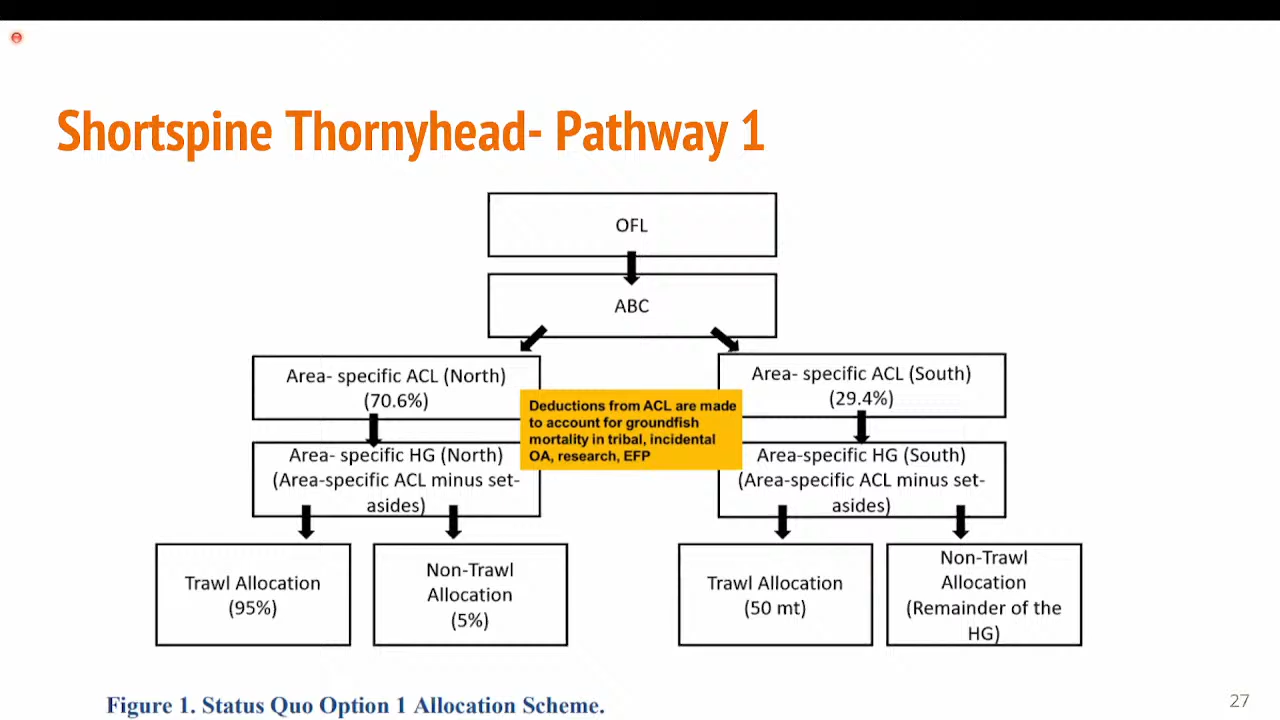 Shortspine Thornyhead- Pathway 1
OFL
ABC
Area- specific ACL (North)
(70.6%)
Area- specific ACL (South)
(29.4%)
Deductions from ACL are made
to account for groundfish
mortality in tribal, incidental
OA, research, EFP
Area- specific HG (North)
(Area-specific ACL minus set-
asides)
Area-specific HG (South)
(Area-specific ACL minus set-
asides)
Trawl Allocation
(95%)
Non-Trawl
Allocation
(5%)
Trawl Allocation
(50 mt)
Non-Trawl
Allocation
(Remainder of the
HG)
Figure 1. Status Quo Option 1 Allocation Scheme.
27